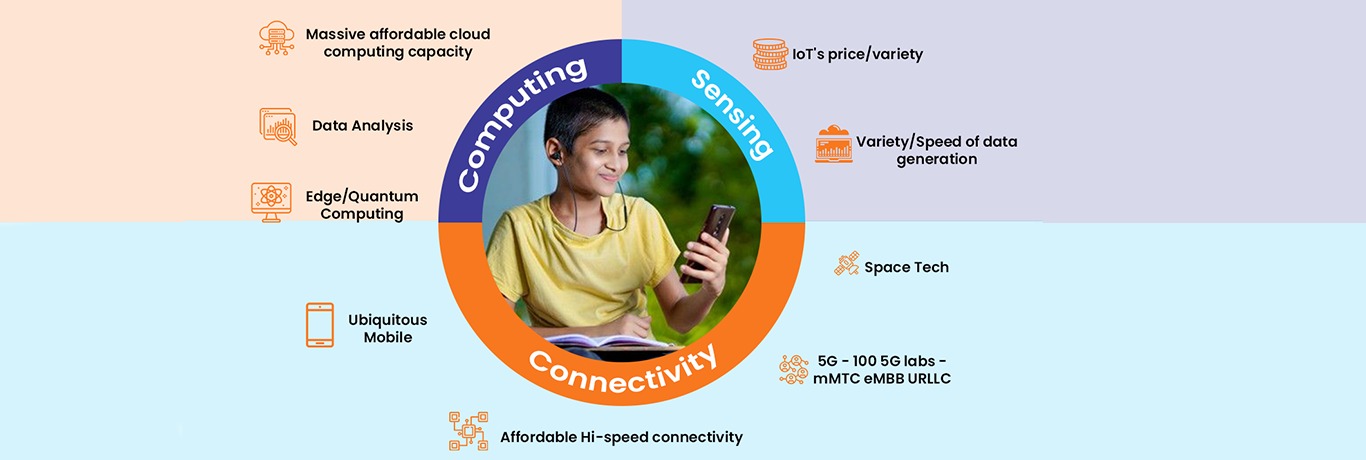 Massive affordable cloud
computing capacity
Data Analysis
Edge/Quantum
Computing
Computing
Sensing
IoT's price/variety
Variety/Speed of data
generation
Ubiquitous
Mobile
Connectivity
Space Tech
5G - 100 5G labs -
mMTC eMBB URLLC
Affordable Hi-speed connectivity